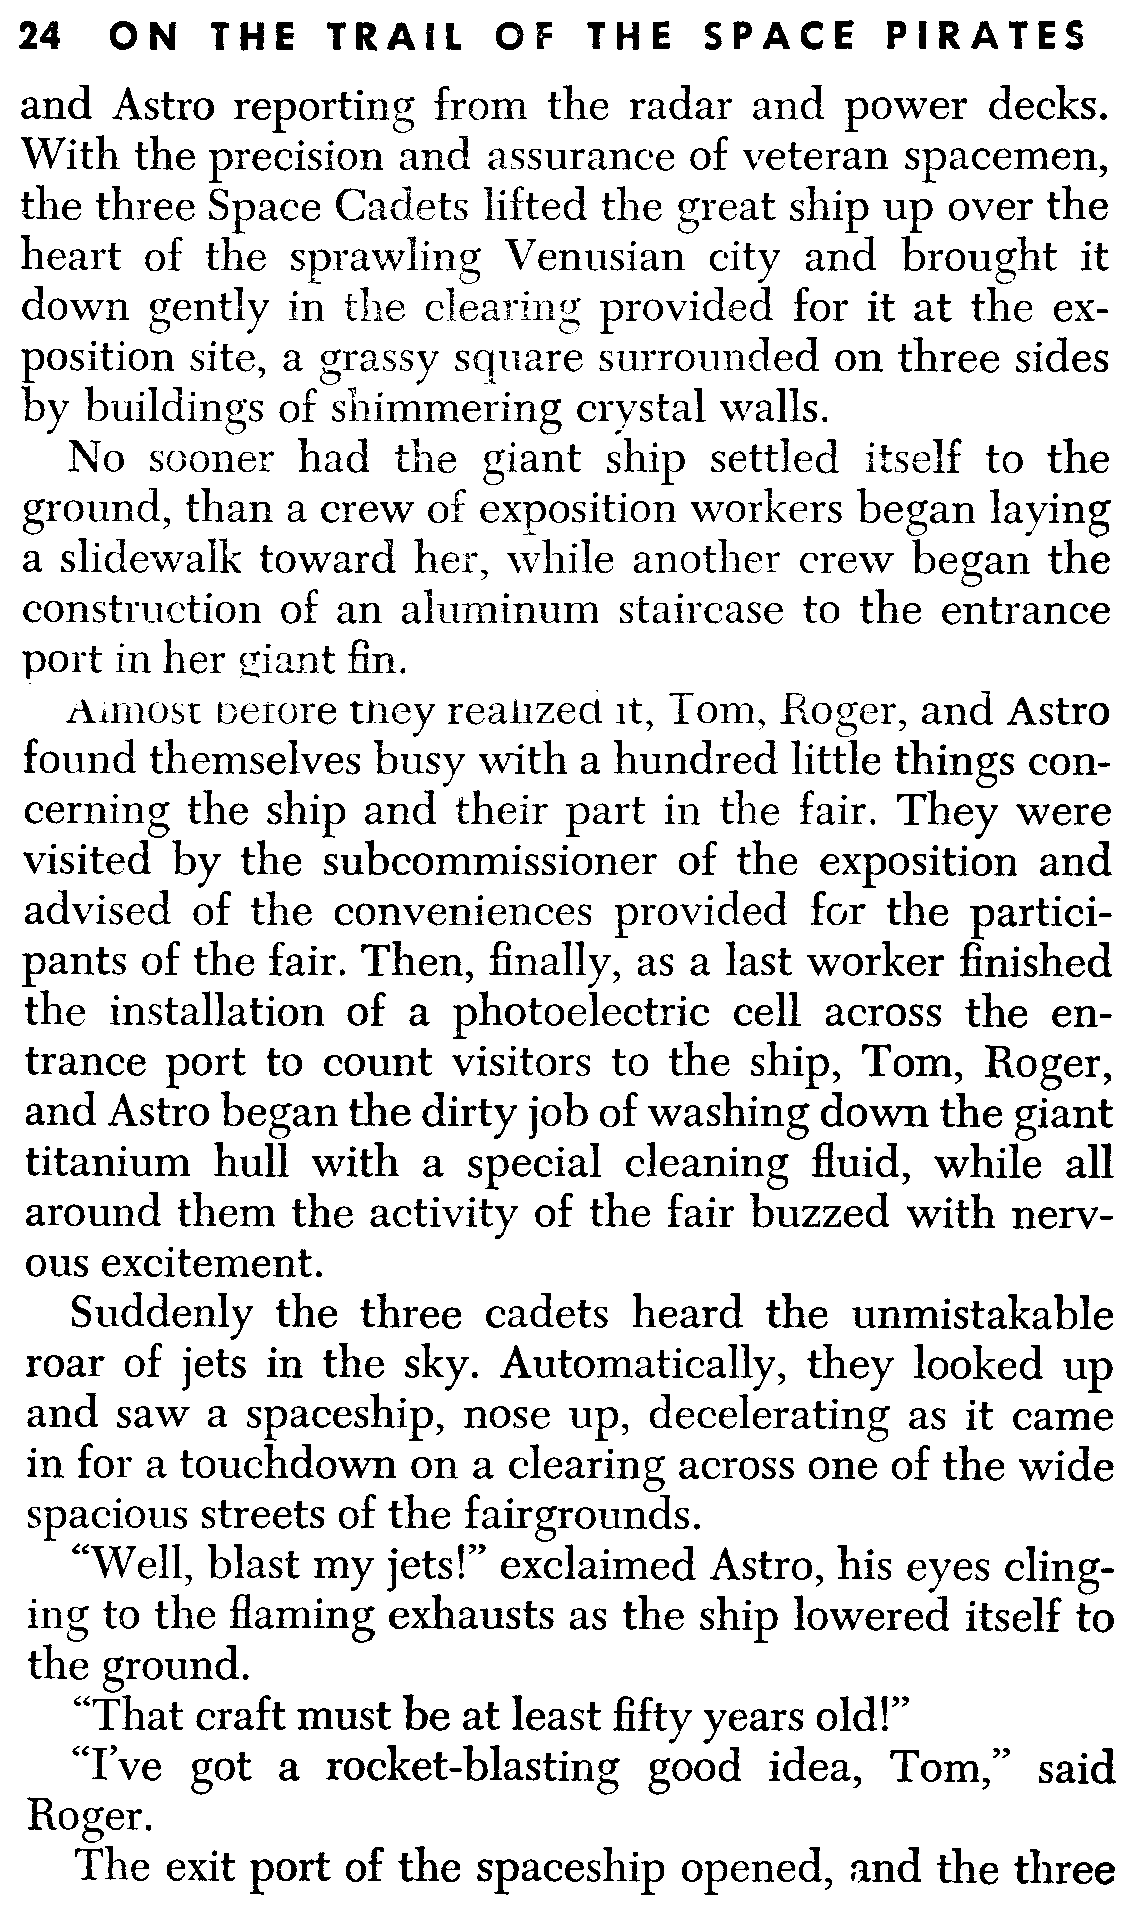 24 ON THE TRAIL OF THE SPACE PIRATES
and Astro reporting from the radar and power decks.
With the precision and assurance of veteran spacemen,
the three Space Cadets lifted the great ship up over the
heart of the sprawling Venusian city and brought it
down gently in the clearing provided for it at the ex-
position site, a grassy square surrounded on three sides
by buildings of shimmering crystal walls.
No sooner had the giant ship settled itself to the
ground, than a crew of exposition workers began laying
a slidewalk toward her, while another crew began the
construction of an aluminum staircase to the entrance
port in her giant fin.
Almost before they realized it, Tom, Roger, and Astro
found themselves busy with a hundred little things con-
cerning the ship and their part in the fair. They were
visited by the subcommissioner of the exposition and
advised of the conveniences provided for the partici-
pants of the fair. Then, finally, as a last worker finished
the installation of a photoelectric cell across the en-
trance port to count visitors to the ship, Tom, Roger,
and Astro began the dirty job of washing down the giant
titanium hull with a special cleaning fluid, while all
around them the activity of the fair buzzed with nerv-
ous excitement.
Suddenly the three cadets heard the unmistakable
roar of jets in the sky. Automatically, they looked up
and saw a spaceship, nose up, decelerating as it came
in for a touchdown on a clearing across one of the wide
spacious streets of the fairgrounds.
“Well, blast my jets!” exclaimed Astro, his eyes cling-
ing to the flaming exhausts as the ship lowered itself to
the ground.
“That craft must be at least fifty years old!”
“I’ve got a rocket-blasting good idea, Tom,” said
Roger.
The exit port of the spaceship opened, and the three